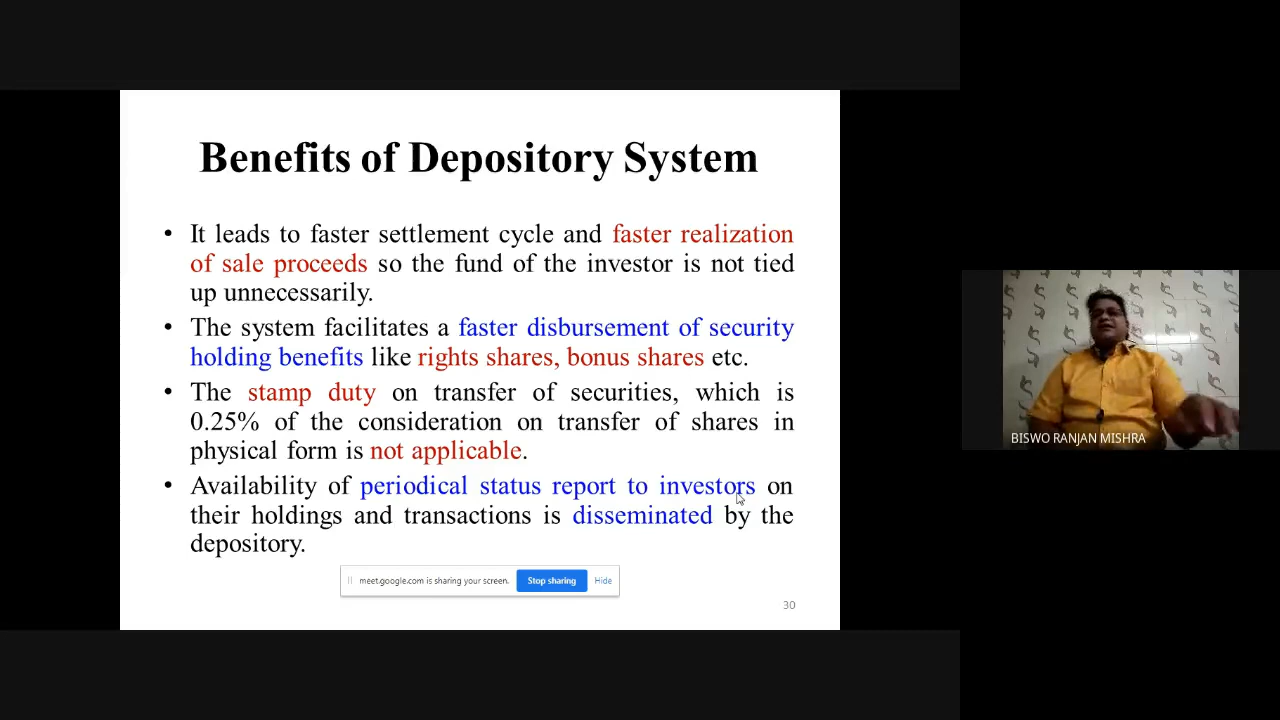 Benefits of Depository System
• It leads to faster settlement cycle and faster realization
of sale proceeds so the fund of the investor is not tied
up unnecessarily.
• The system facilitates a faster disbursement of security
holding benefits like rights shares, bonus shares etc.
• The stamp duty on transfer of securities, which is
0.25% of the consideration on transfer of shares in
physical form is not applicable.
• Availability of periodical status report to investors on
their holdings and transactions is disseminated by the
depository.
meet.google.com is sharing your screen. Stop sharing Hide
30
BISWO RANJAN MISHRA